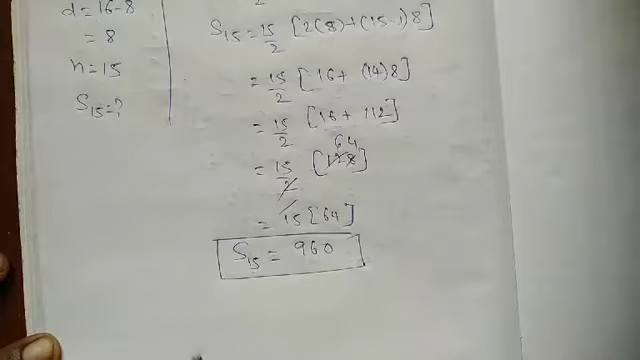 d = 16-8
= 8
n = 15
S15 = ?
2
S15 = 15/2 [2(8)+(15-1)8]
= 15/2 [16+ (14)8]
= 15/2 [16 + 112]
64
= 15/2 [128]
= 15[64]
S15 = 960